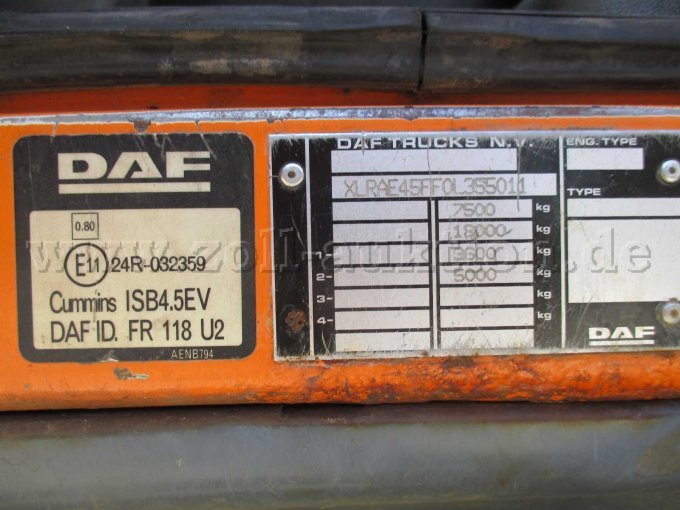 DAF
0.80
E11 24R-032359
Cummins ISB4.5EV
DAF ID. FR 118 U2
AENB794
DAF TRUCKS N.V.
XLRAE45FF0L355011
7500 kg
18000 kg
1- 3600 kg
2- 5000 kg
3- kg
4- kg
ENG. TYPE
TYPE
DAF
www.zoll-auktion.de